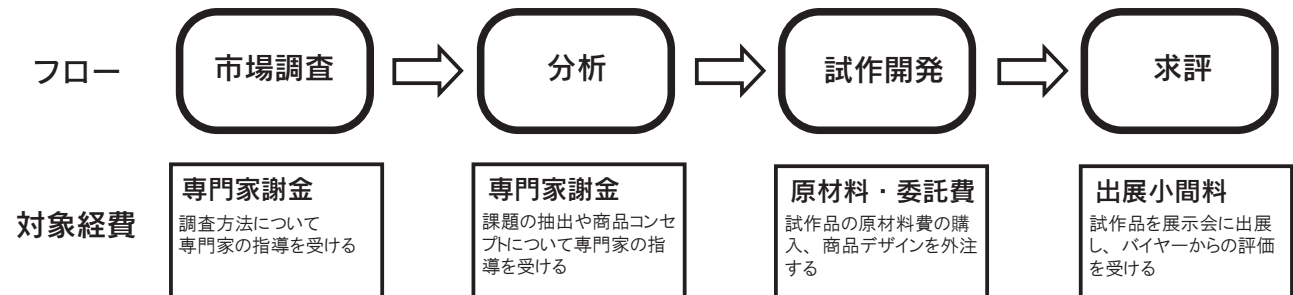 フロー
市場調査
分析
試作開発
求評
対象経費
専門家謝金
調査方法について
専門家の指導を受ける
専門家謝金
課題の抽出や商品コンセ
プトについて専門家の指
導を受ける
原材料・委託費
試作品の原材料費の購
入、商品デザインを外注
する
出展小間料
試作品を展示会に出展
し、バイヤーからの評価
を受ける